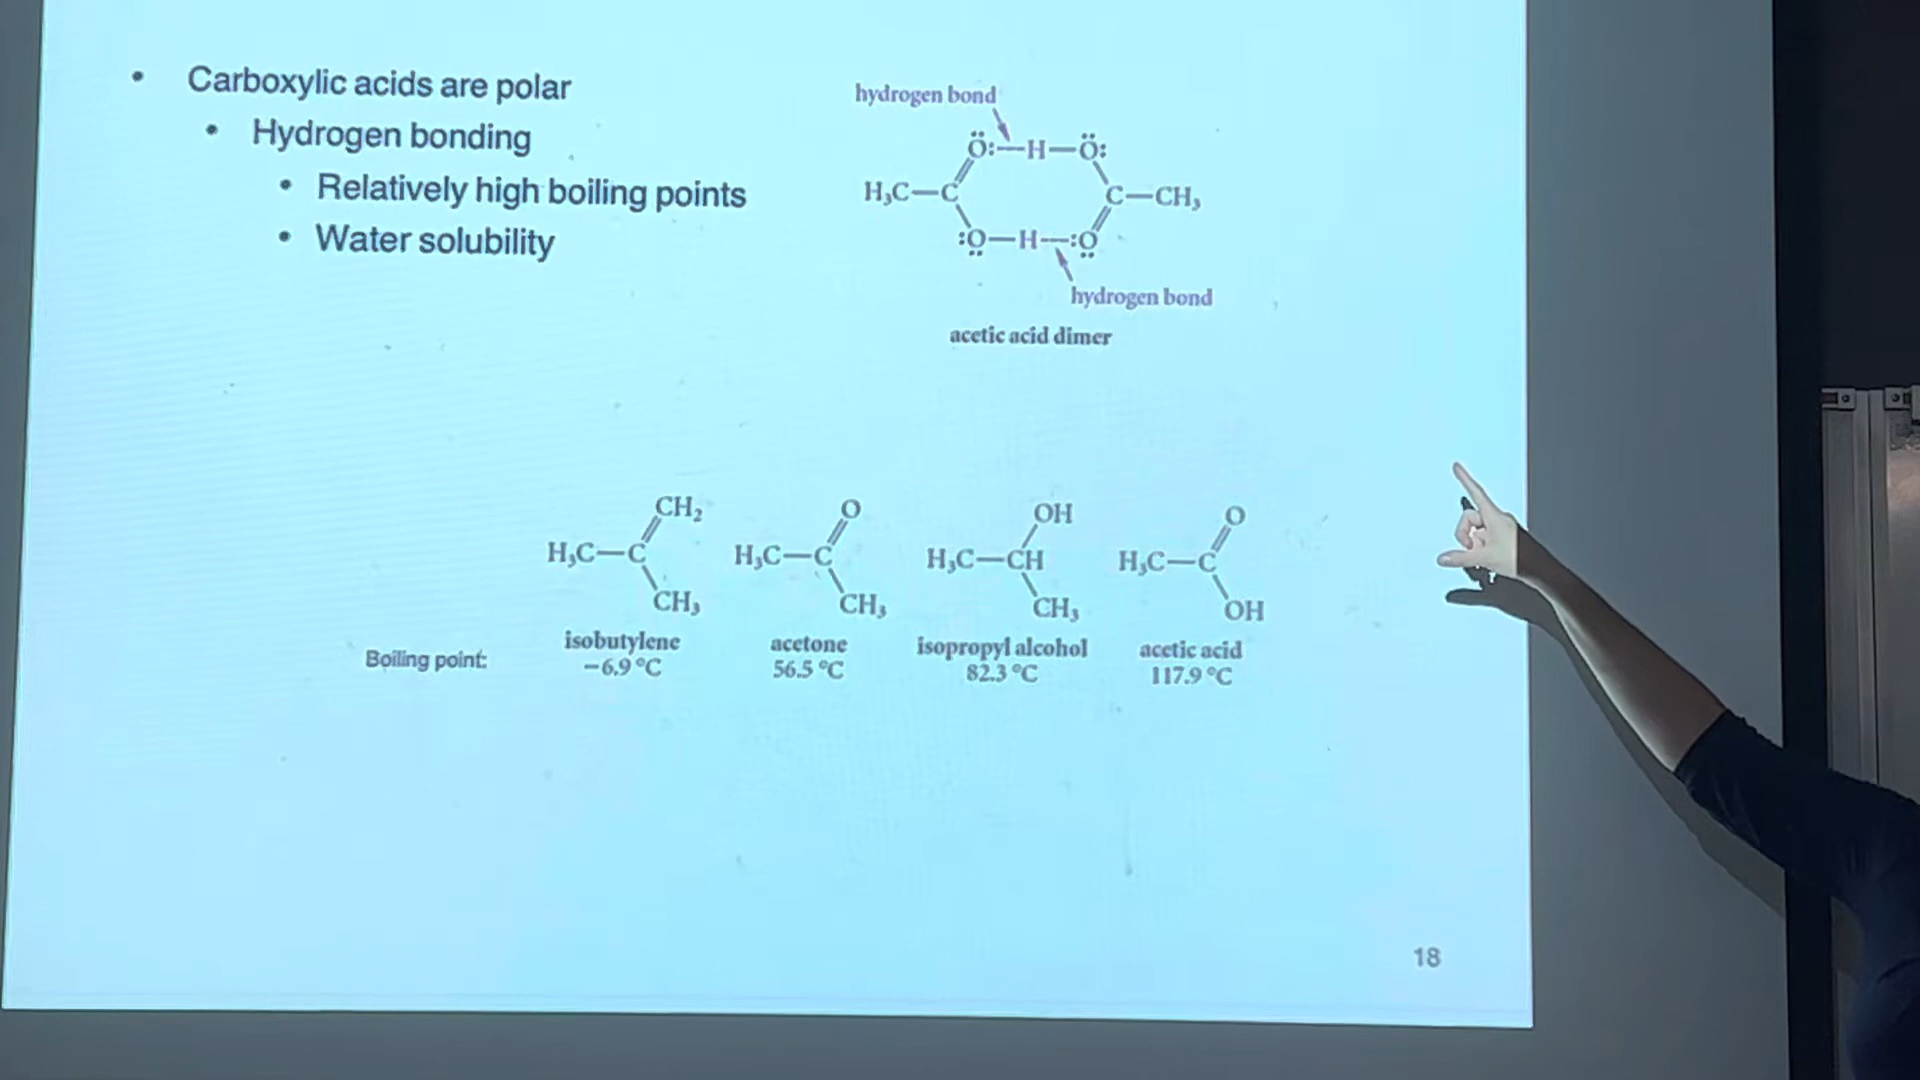 • Carboxylic acids are polar
• Hydrogen bonding
• Relatively high boiling points
• Water solubility
hydrogen bond
Ö:—H—Ö:
H₃C—C C—CH₃
:O—H—:O
hydrogen bond
acetic acid dimer
CH₂ O OH O
H₃C—C H₃C—C H₃C—CH H₃C—C
CH₃ CH₃ CH₃ OH
isobutylene acetone isopropyl alcohol acetic acid
Boiling point: −6.9 °C 56.5 °C 82.3 °C 117.9 °C
18